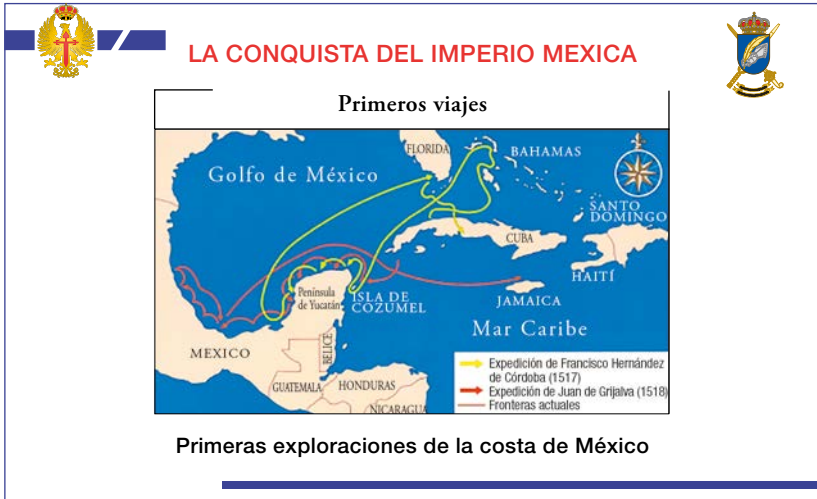 LA CONQUISTA DEL IMPERIO MEXICA
Primeros viajes
FLORIDA
BAHAMAS
Golfo de México
SANTO
DOMINGO
CUBA
HAITÍ
Península
de Yucatán
ISLA DE
COZUMEL
JAMAICA
Mar Caribe
MEXICO
BELICE
GUATEMALA
HONDURAS
NICARAGUA
Expedición de Francisco Hernández
de Córdoba (1517)
Expedición de Juan de Grijalva (1518)
Fronteras actuales
Primeras exploraciones de la costa de México